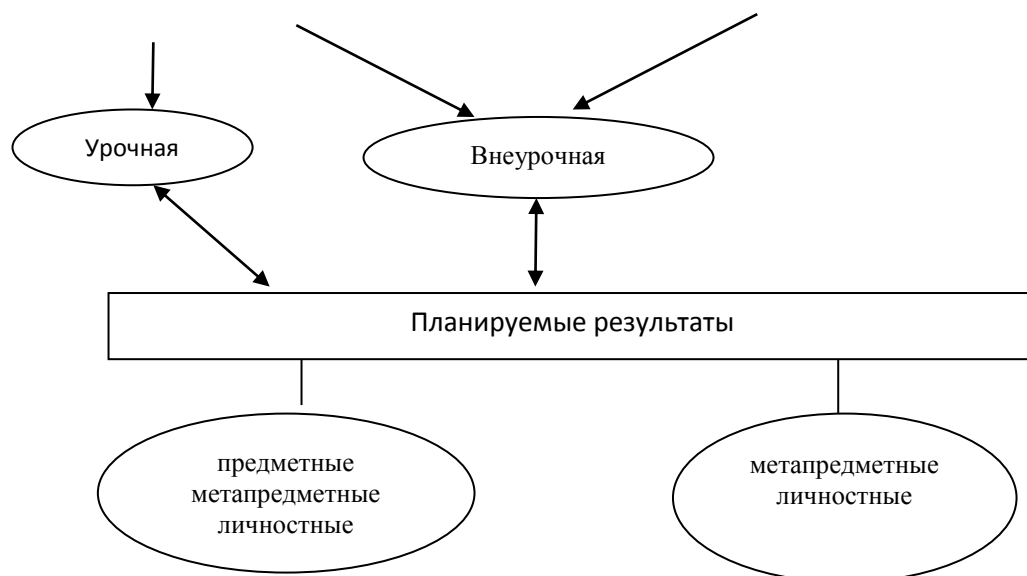 Урочная
Внеурочная
Планируемые результаты
предметные
метапредметные
личностные
метапредметные
личностные